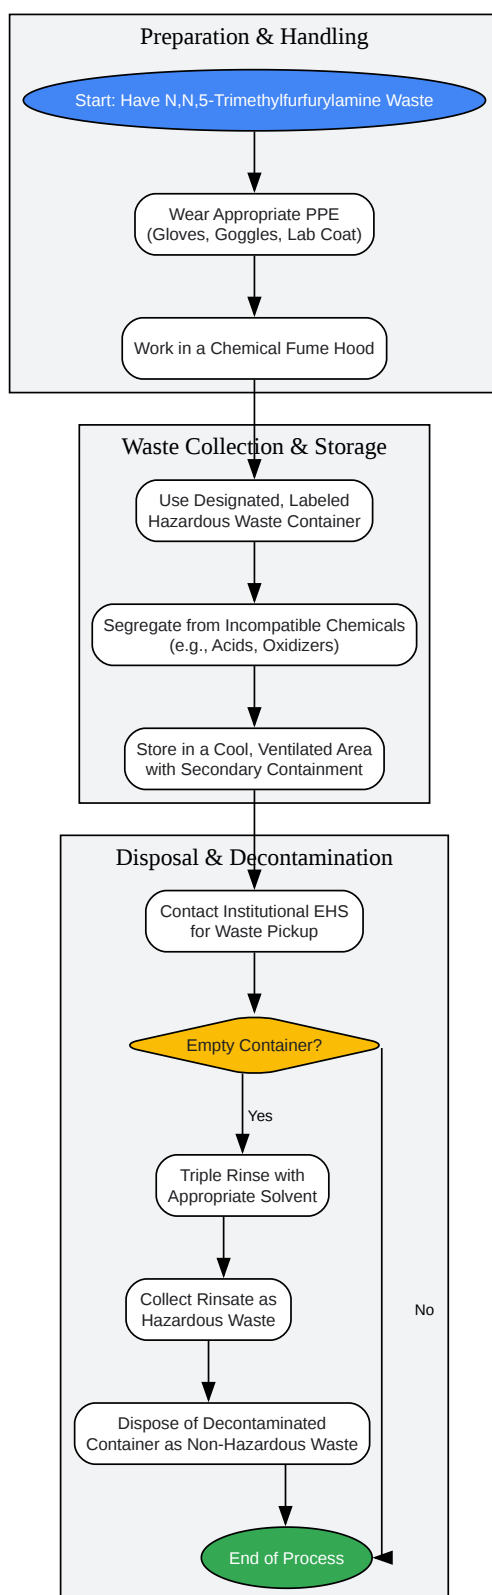 Preparation & Handling
Start: Have N,N,5-Trimethylfurfurylamine Waste
Wear Appropriate PPE
(Gloves, Goggles, Lab Coat)
Work in a Chemical Fume Hood
Waste Collection & Storage
Use Designated, Labeled
Hazardous Waste Container
Segregate from Incompatible Chemicals
(e.g., Acids, Oxidizers)
Store in a Cool, Ventilated Area
with Secondary Containment
Disposal & Decontamination
Contact Institutional EHS
for Waste Pickup
Empty Container?
Yes
Triple Rinse with
Appropriate Solvent
Collect Rinsate as
Hazardous Waste
No
Dispose of Decontaminated
Container as Non-Hazardous Waste
End of Process